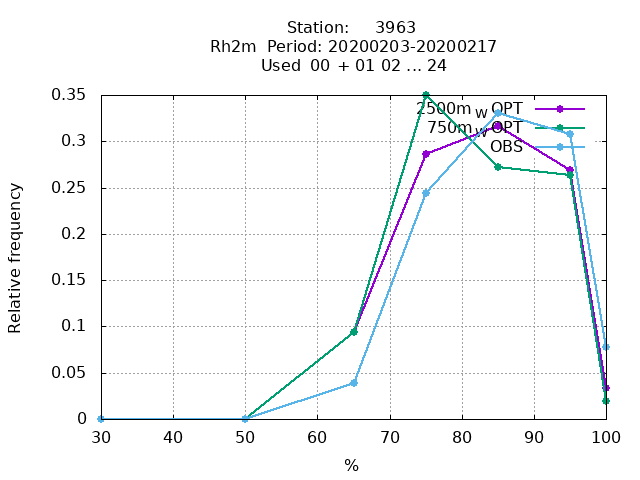 Station: 3963
Rh2m Period: 20200203-20200217
Used 00 + 01 02 ... 24
0.35
0.3
0.25
0.2
0.15
0.1
0.05
0
Relative frequency
2500m W OPT
750m W OPT
OBS
30 40 50 60 70 80 90 100
%